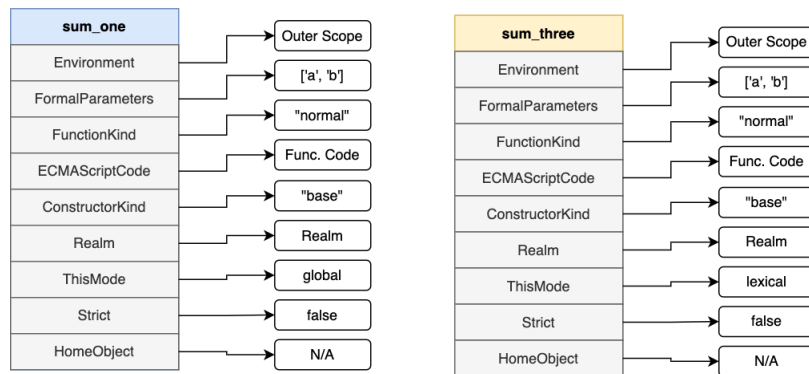 sum_one
Environment
Outer Scope
FormalParameters
['a', 'b']
FunctionKind
"normal"
ECMAScriptCode
Func. Code
ConstructorKind
"base"
Realm
Realm
ThisMode
global
Strict
false
HomeObject
N/A
sum_three
Environment
Outer Scope
FormalParameters
['a', 'b']
FunctionKind
"normal"
ECMAScriptCode
Func. Code
ConstructorKind
"base"
Realm
Realm
ThisMode
lexical
Strict
false
HomeObject
N/A